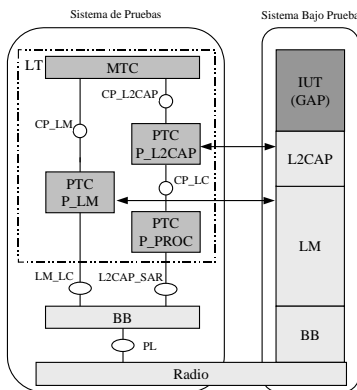 Sistema de Pruebas
Sistema Bajo Prueba
LT
MTC
CP_L2CAP
CP_LM
PTC
P_L2CAP
CP_LC
PTC
P_LM
PTC
P_PROC
LM_LC
L2CAP_SAR
BB
PL
Radio
IUT
(GAP)
L2CAP
LM
BB